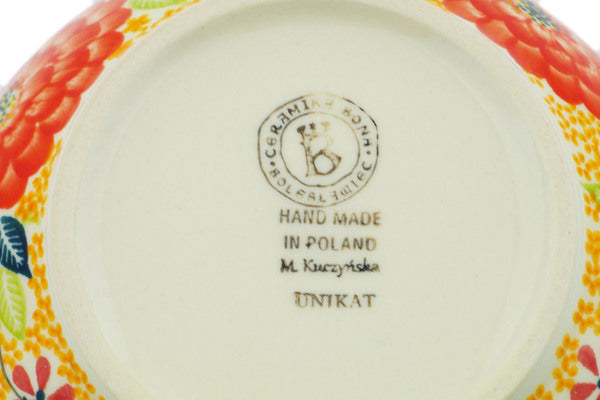 CERAMIKA BONA · BOLESŁAWIEC ·
B
HAND MADE
IN POLAND
M. Kuczyńska
UNIKAT